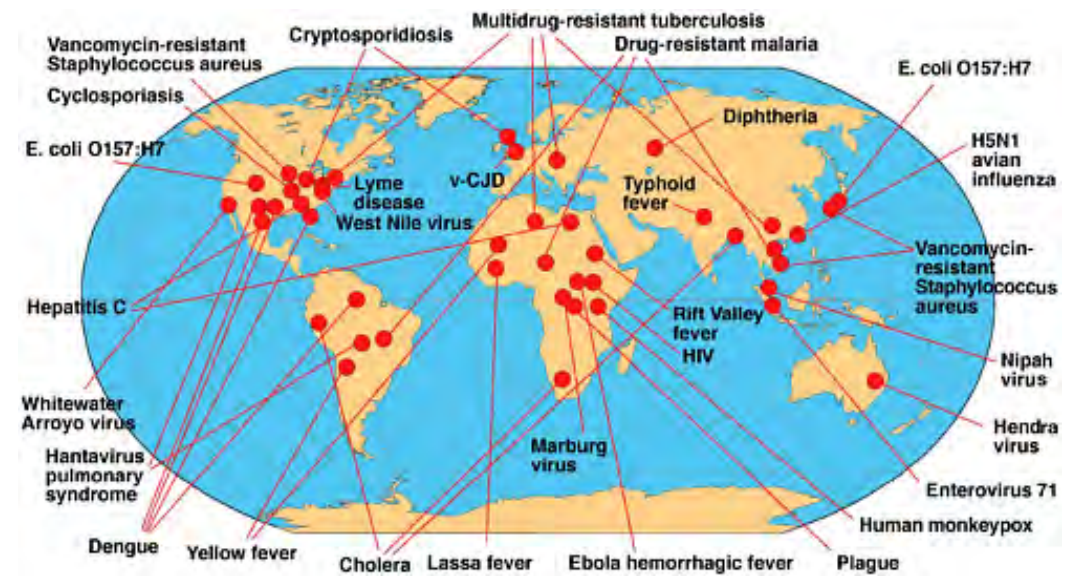 Multidrug-resistant tuberculosis
Cryptosporidiosis
Vancomycin-resistant
Staphylococcus aureus
Drug-resistant malaria
E. coli O157:H7
Cyclosporiasis
Diphtheria
E. coli O157:H7
H5N1
avian
influenza
v-CJD
Lyme
disease
Typhoid
fever
West Nile virus
Vancomycin-
resistant
Staphylococcus
aureus
Hepatitis C
Rift Valley
fever
HIV
Nipah
virus
Whitewater
Arroyo virus
Hendra
virus
Marburg
virus
Hantavirus
pulmonary
syndrome
Enterovirus 71
Human monkeypox
Dengue
Yellow fever
Cholera
Lassa fever
Ebola hemorrhagic fever
Plague